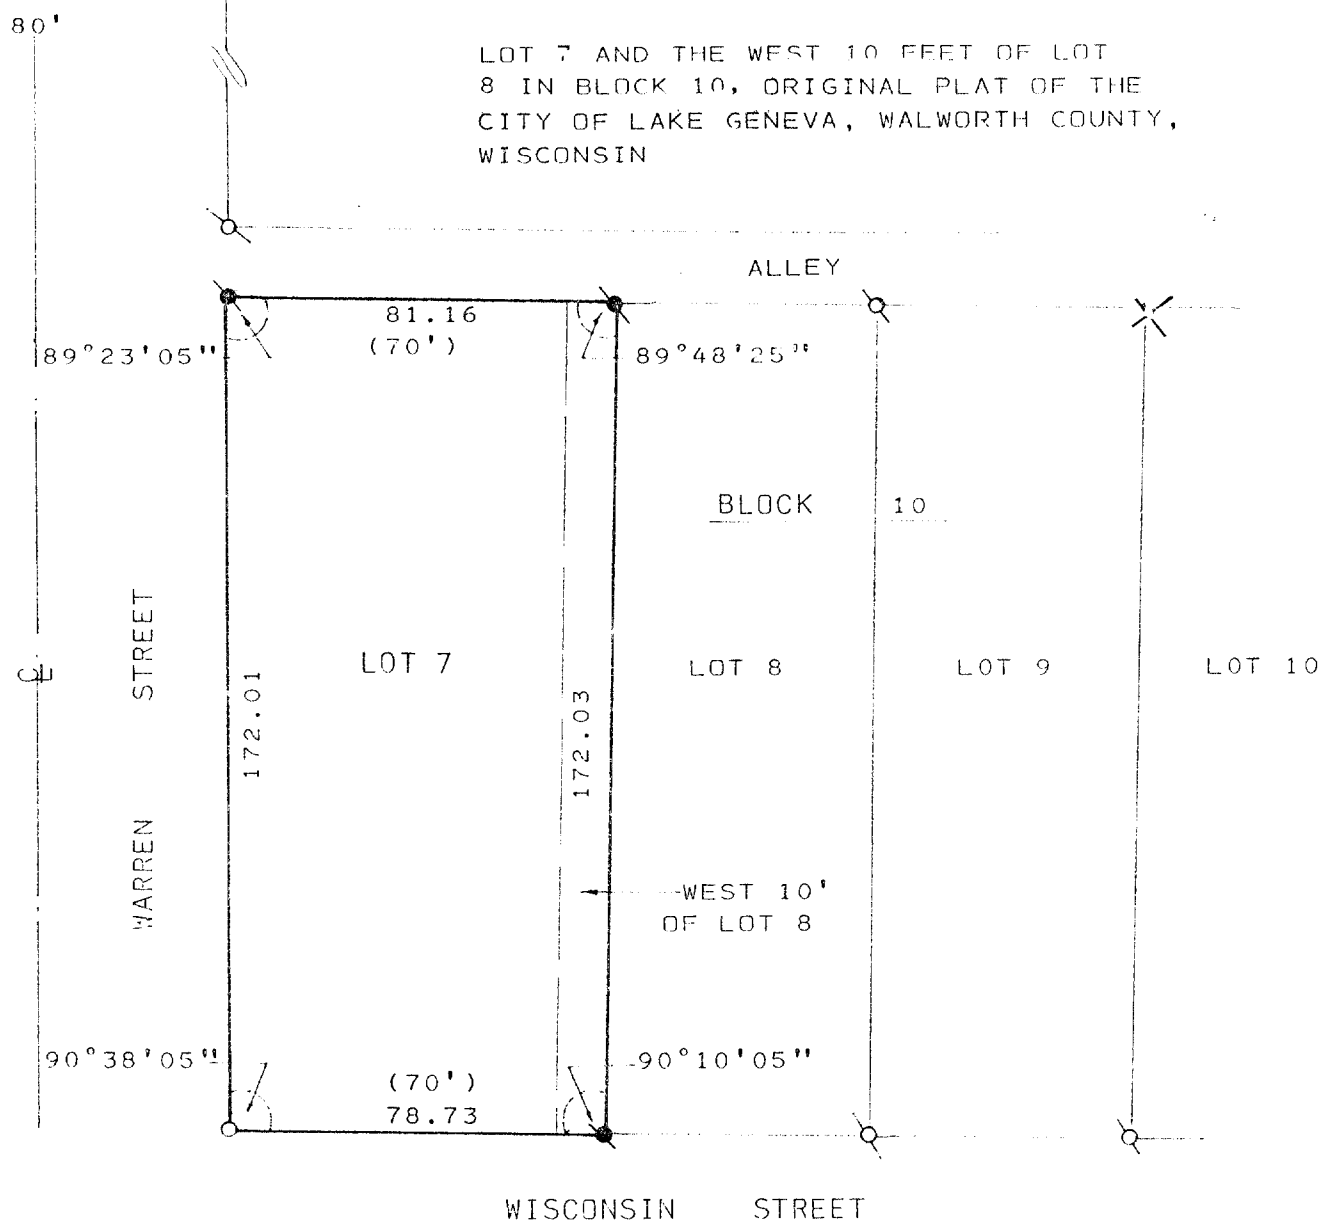 80'
LOT 7 AND THE WEST 10 FEET OF LOT
8 IN BLOCK 10, ORIGINAL PLAT OF THE
CITY OF LAKE GENEVA, WALWORTH COUNTY,
WISCONSIN
ALLEY
81.16
(70')
89°23'05"
89°48'25"
BLOCK 10
WARREN STREET
LOT 7
LOT 8
LOT 9
LOT 10
172.01
172.03
WEST 10'
OF LOT 8
90°38'05"
90°10'05"
(70')
78.73
WISCONSIN STREET